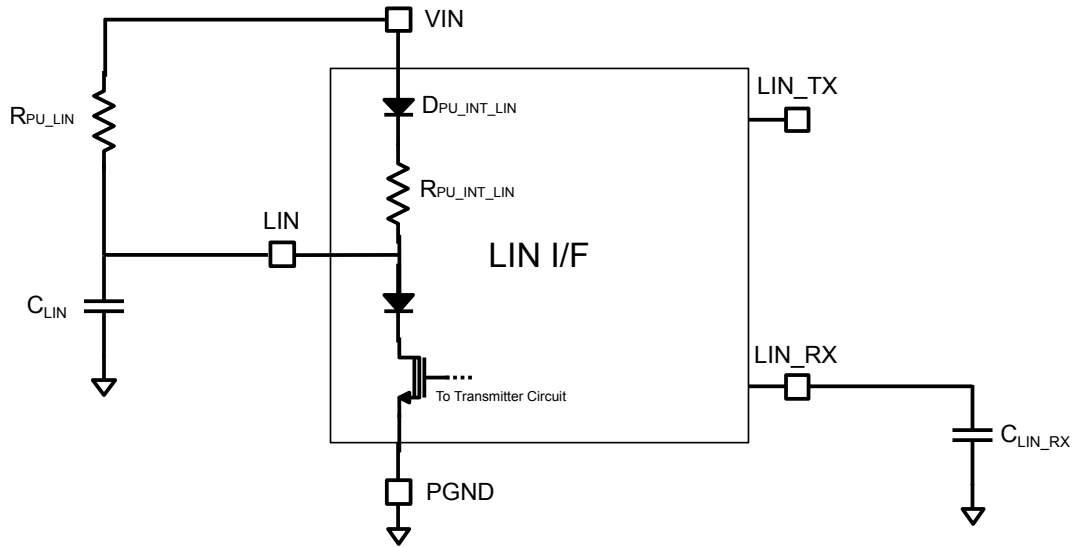 VIN
LIN_TX
DPU_INT_LIN
RPU_LIN
RPU_INT_LIN
LIN
LIN I/F
CLIN
LIN_RX
To Transmitter Circuit
CLIN_RX
PGND